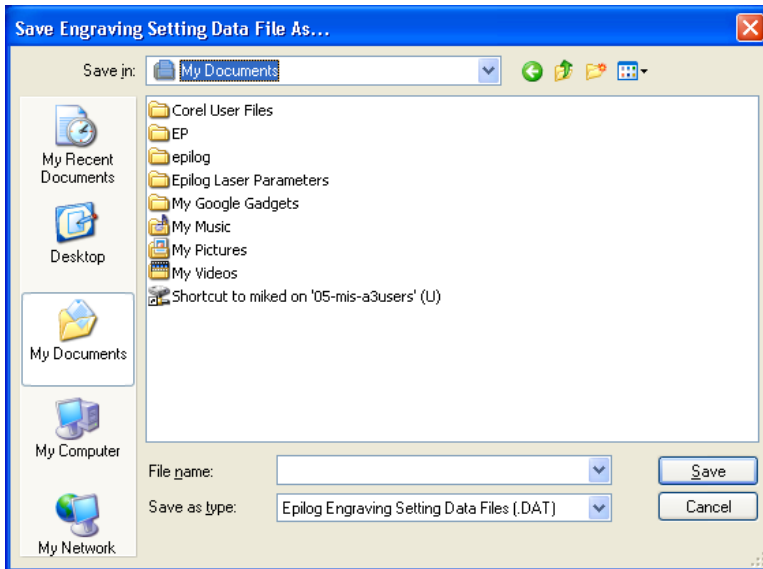 Save Engraving Setting Data File As...
Save in:
My Documents
My Recent
Documents
Desktop
My Documents
My Computer
My Network
Corel User Files
EP
epilog
Epilog Laser Parameters
My Google Gadgets
My Music
My Pictures
My Videos
Shortcut to miked on '05-mis-a3users' (U)
File name:
Save
Save as type:
Epilog Engraving Setting Data Files (.DAT)
Cancel